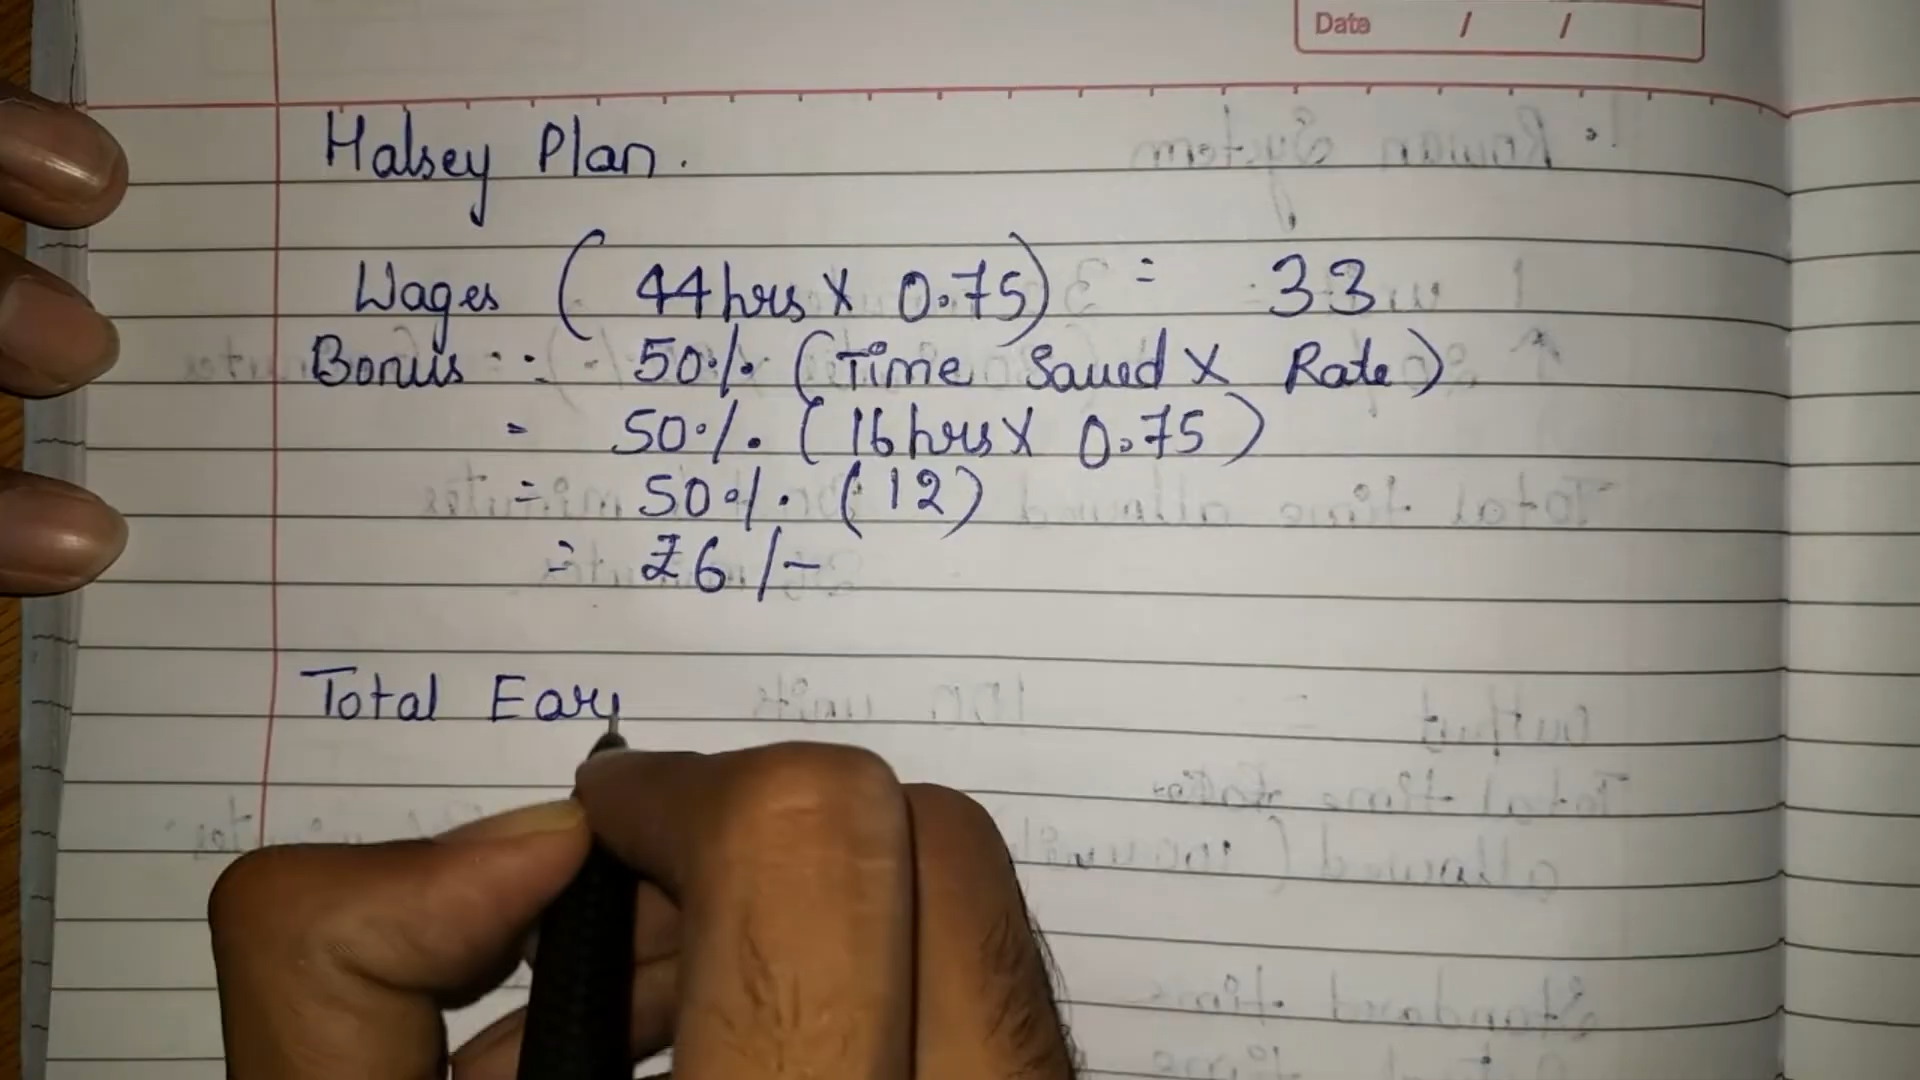 Date / /
Halsey Plan.
Wages (44hrs X 0.75) = 33
Bonus :- 50% (Time Saved X Rate)
= 50% (16hrs X 0.75)
= 50% (12)
= ₹6/-
Total Ear